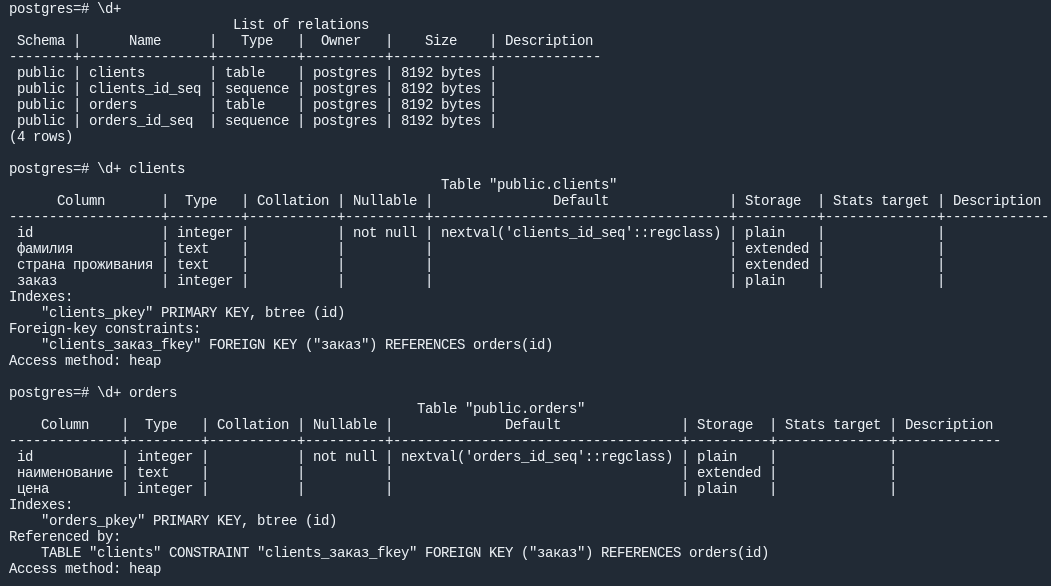 postgres=# \d+
                            List of relations
 Schema |      Name      |   Type   |  Owner   |    Size    | Description
--------+----------------+----------+----------+------------+-------------
 public | clients        | table    | postgres | 8192 bytes |
 public | clients_id_seq | sequence | postgres | 8192 bytes |
 public | orders         | table    | postgres | 8192 bytes |
 public | orders_id_seq  | sequence | postgres | 8192 bytes |
(4 rows)

postgres=# \d+ clients
                                                      Table "public.clients"
      Column       |  Type   | Collation | Nullable |               Default               | Storage  | Stats target | Description
-------------------+---------+-----------+----------+-------------------------------------+----------+--------------+-------------
 id                | integer |           | not null | nextval('clients_id_seq'::regclass) | plain    |              |
 фамилия           | text    |           |          |                                     | extended |              |
 страна проживания | text    |           |          |                                     | extended |              |
 заказ             | integer |           |          |                                     | plain    |              |
Indexes:
    "clients_pkey" PRIMARY KEY, btree (id)
Foreign-key constraints:
    "clients_заказ_fkey" FOREIGN KEY ("заказ") REFERENCES orders(id)
Access method: heap

postgres=# \d+ orders
                                                   Table "public.orders"
    Column    |  Type   | Collation | Nullable |              Default               | Storage  | Stats target | Description
--------------+---------+-----------+----------+------------------------------------+----------+--------------+-------------
 id           | integer |           | not null | nextval('orders_id_seq'::regclass) | plain    |              |
 наименование | text    |           |          |                                    | extended |              |
 цена         | integer |           |          |                                    | plain    |              |
Indexes:
    "orders_pkey" PRIMARY KEY, btree (id)
Referenced by:
    TABLE "clients" CONSTRAINT "clients_заказ_fkey" FOREIGN KEY ("заказ") REFERENCES orders(id)
Access method: heap